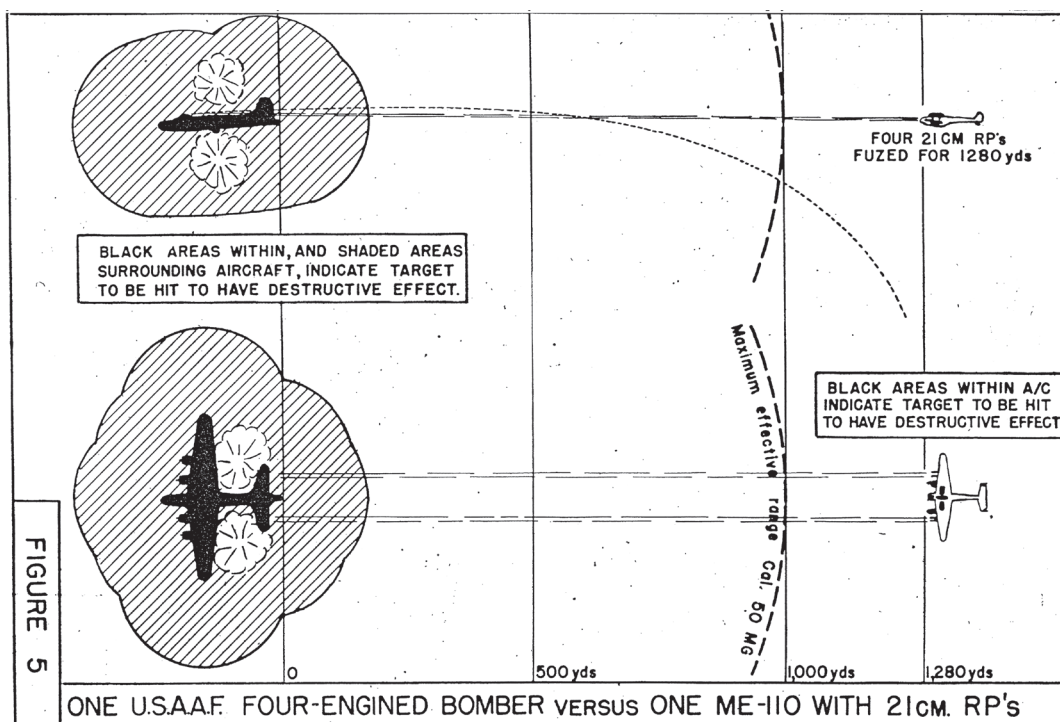 FOUR 21CM RP's
FUZED FOR 1280 yds
BLACK AREAS WITHIN, AND SHADED AREAS
SURROUNDING AIRCRAFT, INDICATE TARGET
TO BE HIT TO HAVE DESTRUCTIVE EFFECT.
Maximum effective range Cal. 50 MG
BLACK AREAS WITHIN A/C
INDICATE TARGET TO BE HIT
TO HAVE DESTRUCTIVE EFFECT
0
500 yds
1,000 yds
1,280 yds
FIGURE 5
ONE U.S.A.A.F. FOUR-ENGINED BOMBER VERSUS ONE ME-110 WITH 21CM. RP's